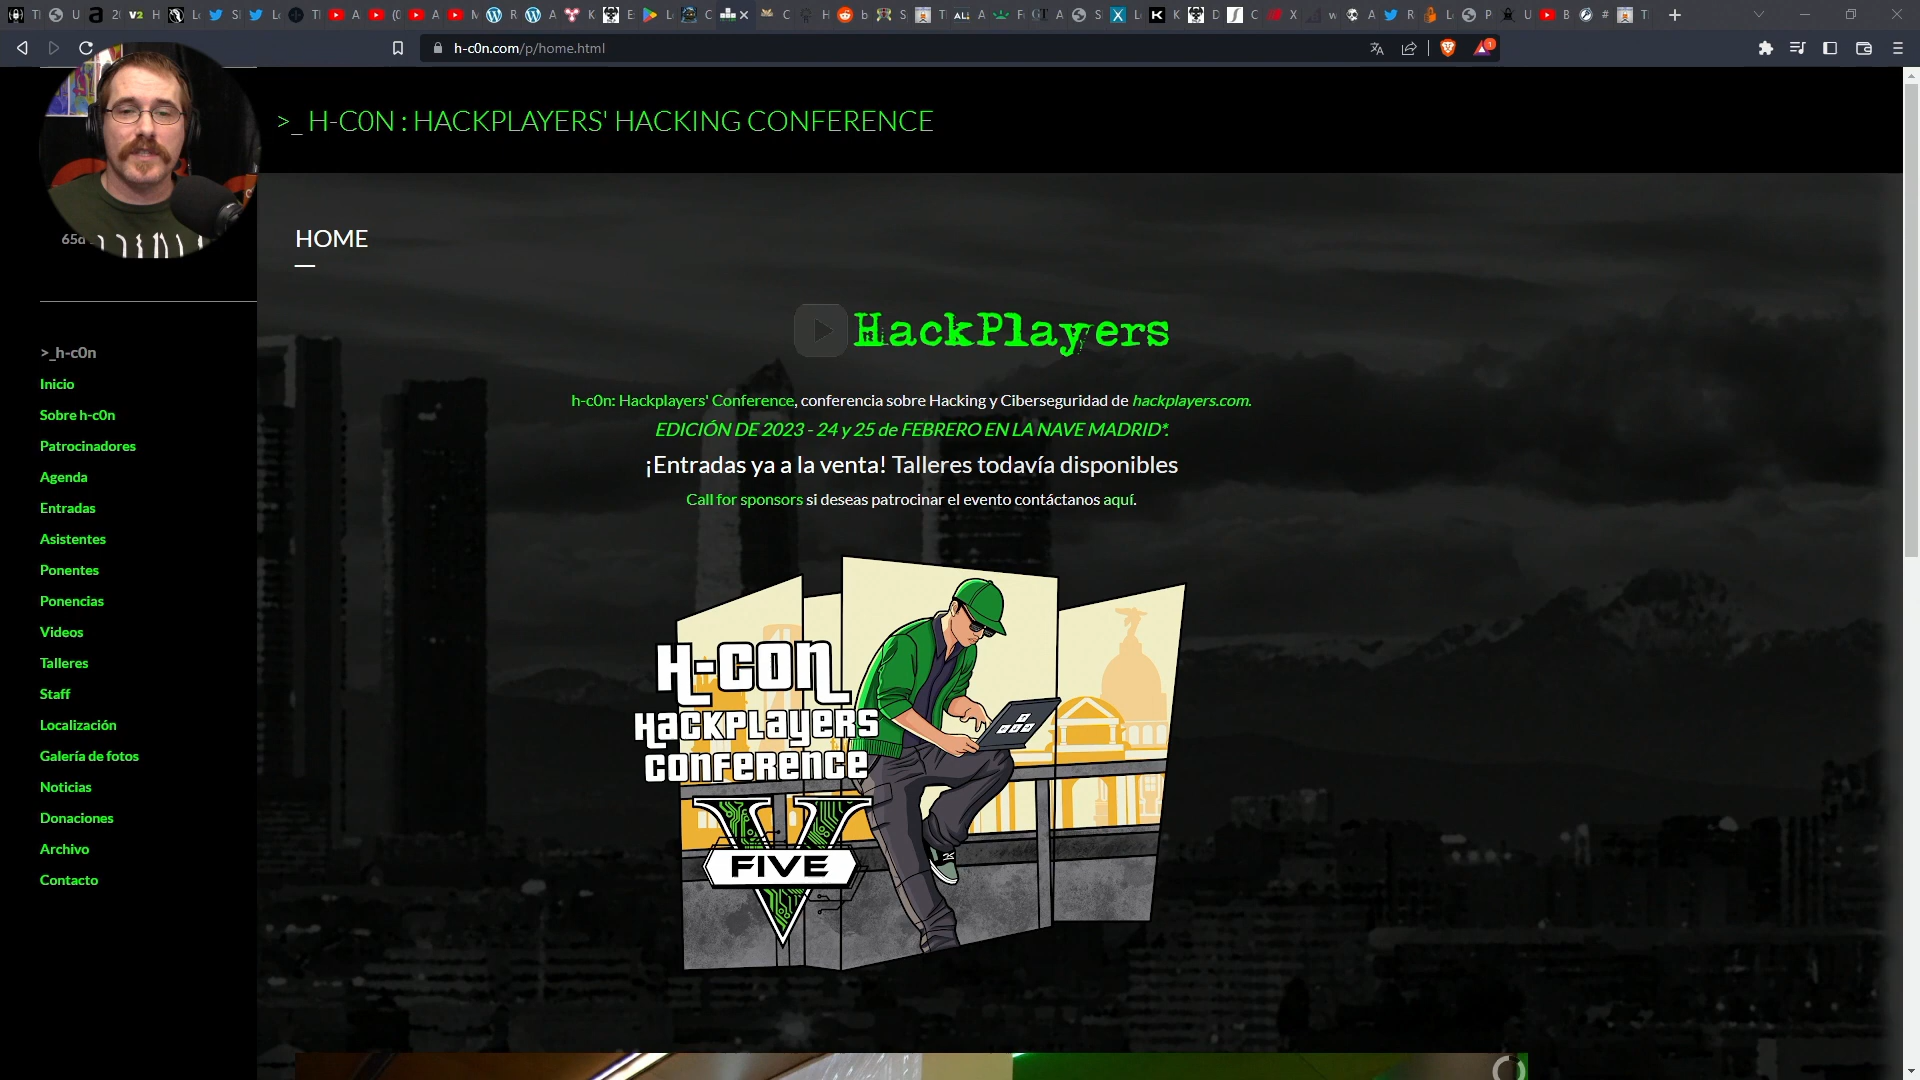 h-c0n.com/p/home.html
>_ H-C0N : HACKPLAYERS' HACKING CONFERENCE
HOME
HackPlayers
h-c0n: Hackplayers' Conference, conferencia sobre Hacking y Ciberseguridad de hackplayers.com.
EDICIÓN DE 2023 - 24 y 25 de FEBRERO EN LA NAVE MADRID*.
¡Entradas ya a la venta! Talleres todavía disponibles
Call for sponsors si deseas patrocinar el evento contáctanos aquí.
H-CON
HACKPLAYERS
CONFERENCE
V
FIVE
>_h-c0n
Inicio
Sobre h-c0n
Patrocinadores
Agenda
Entradas
Asistentes
Ponentes
Ponencias
Videos
Talleres
Staff
Localización
Galería de fotos
Noticias
Donaciones
Archivo
Contacto